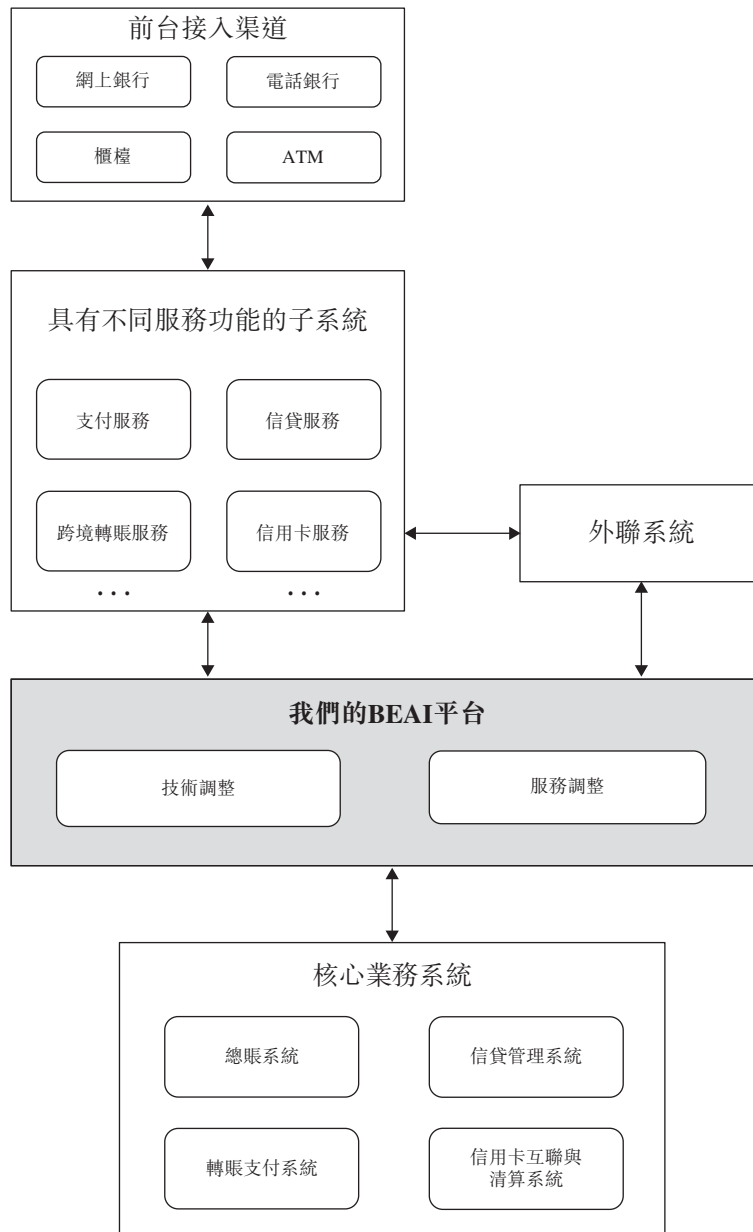 前台接入渠道
網上銀行
電話銀行
櫃檯
ATM
具有不同服務功能的子系統
支付服務
信貸服務
跨境轉賬服務
信用卡服務
...
...
外聯系統
我們的BEAI平台
技術調整
服務調整
核心業務系統
總賬系統
信貸管理系統
轉賬支付系統
信用卡互聯與
清算系統